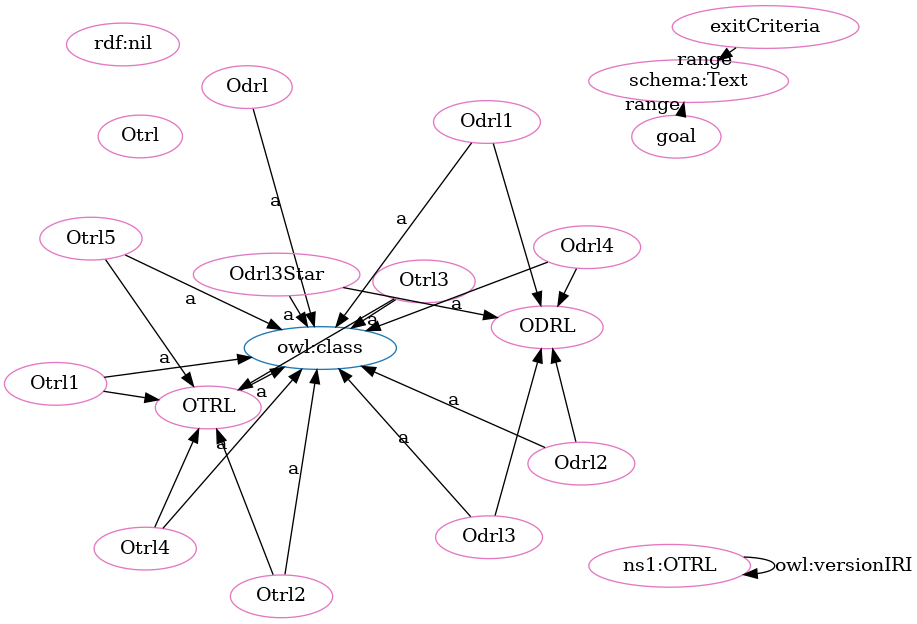 exitCriteria
rdf:nil
range
schema:Text
Odrl
range
Odrl1
Otrl
goal
a
a
Otrl5
Odrl4
Odrl3Star
Otrl3
a
a
a
a
ODRL
owl:class
a
Otrl1
a
a
OTRL
a
a
Odrl2
a
Odrl3
Otrl4
ns1:OTRL
owl:versionIRI
Otrl2